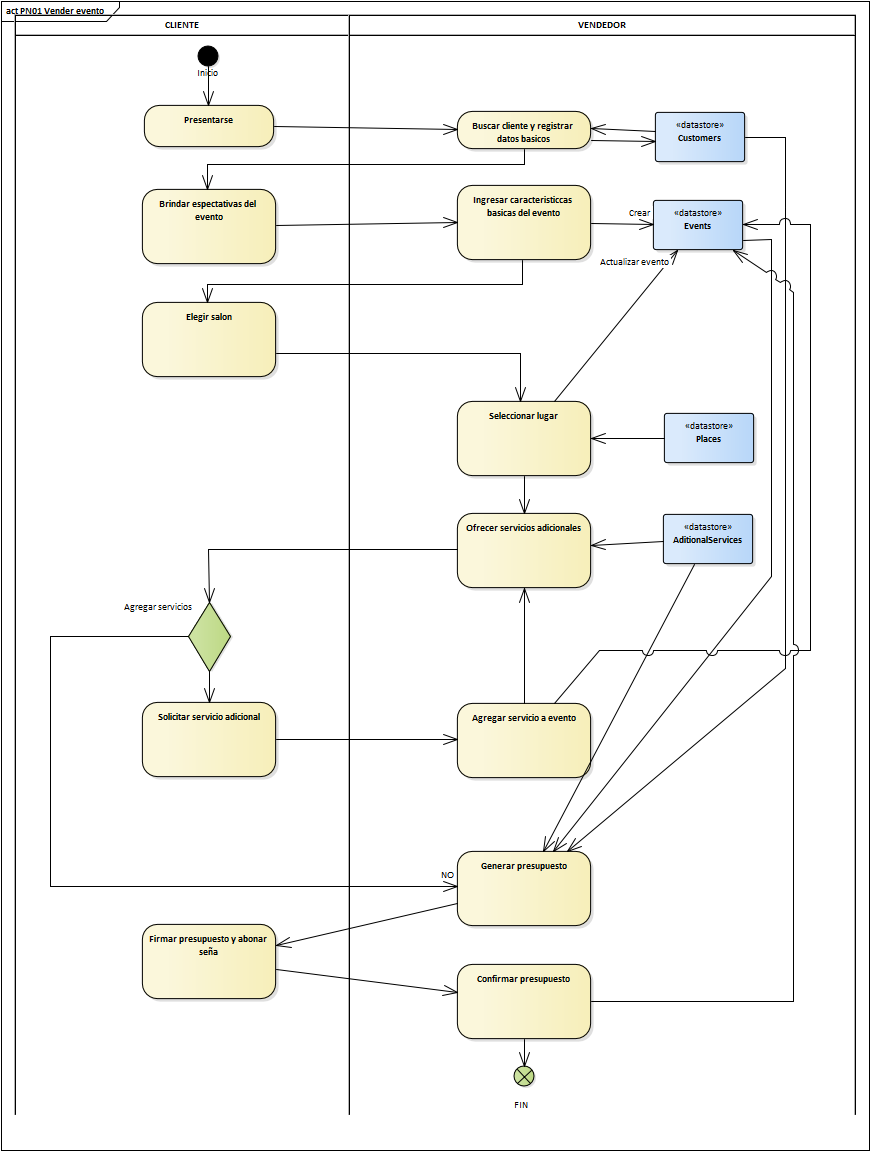 act PN01 Vender evento
CLIENTE
VENDEDOR
Inicio
Presentarse
Buscar cliente y registrar
datos basicos
«datastore»
Customers
Brindar espectativas del
evento
Ingresar caracteristiccas
basicas del evento
Crear
«datastore»
Events
Actualizar evento
Elegir salon
Seleccionar lugar
«datastore»
Places
Ofrecer servicios adicionales
«datastore»
AditionalServices
Agregar servicios
Solicitar servicio adicional
Agregar servicio a evento
NO
Generar presupuesto
Firmar presupuesto y abonar
seña
Confirmar presupuesto
FIN